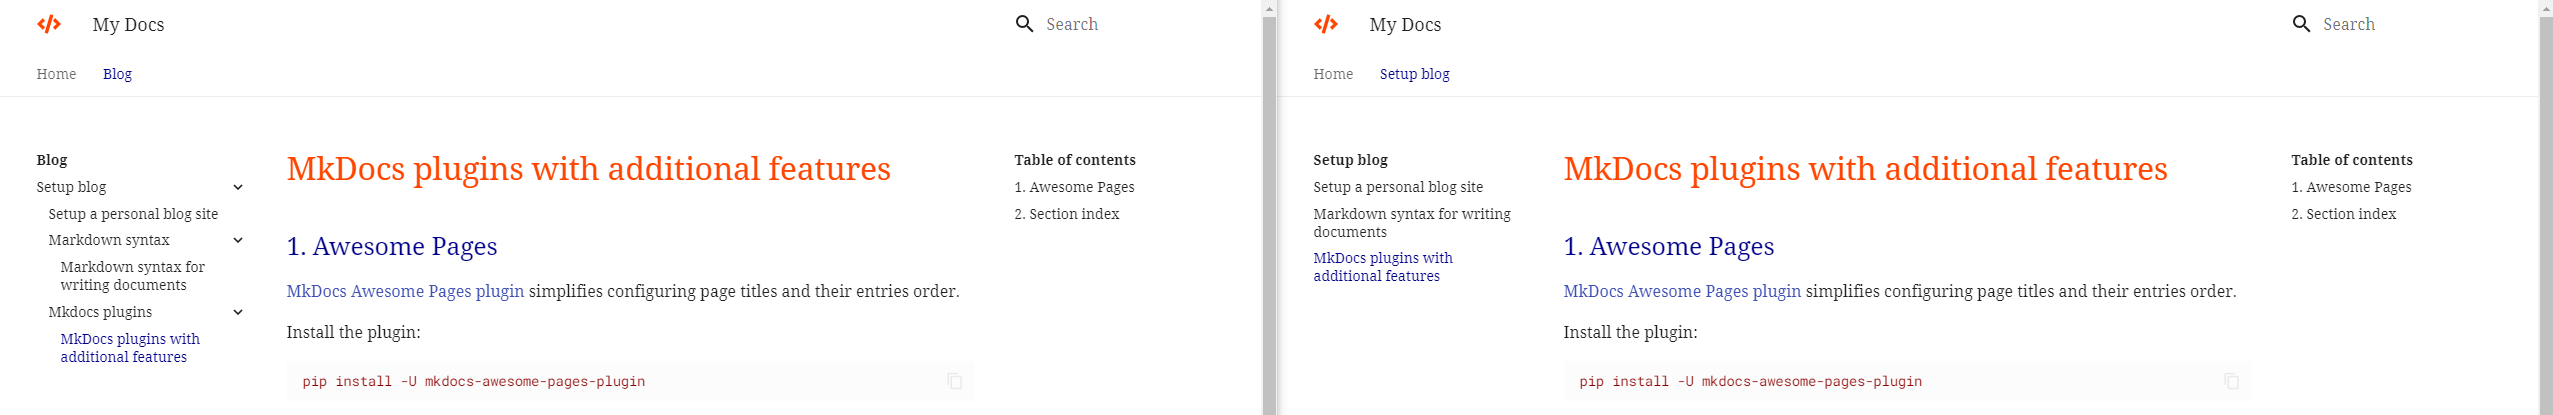 My Docs
Search
Home
Blog
Blog
Setup blog
Setup a personal blog site
Markdown syntax
Markdown syntax for
writing documents
Mkdocs plugins
MkDocs plugins with
additional features
MkDocs plugins with additional features
1. Awesome Pages
MkDocs Awesome Pages plugin simplifies configuring page titles and their entries order.
Install the plugin:
pip install -U mkdocs-awesome-pages-plugin
Table of contents
1. Awesome Pages
2. Section index
My Docs
Search
Home
Setup blog
Setup blog
Setup a personal blog site
Markdown syntax for writing
documents
MkDocs plugins with
additional features
MkDocs plugins with additional features
1. Awesome Pages
MkDocs Awesome Pages plugin simplifies configuring page titles and their entries order.
Install the plugin:
pip install -U mkdocs-awesome-pages-plugin
Table of contents
1. Awesome Pages
2. Section index